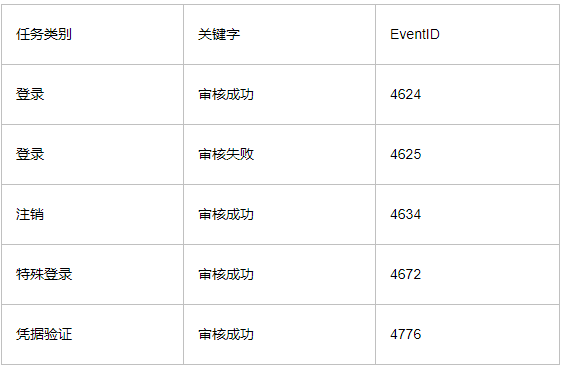 任务类别 关键字 EventID
登录 审核成功 4624
登录 审核失败 4625
注销 审核成功 4634
特殊登录 审核成功 4672
凭据验证 审核成功 4776